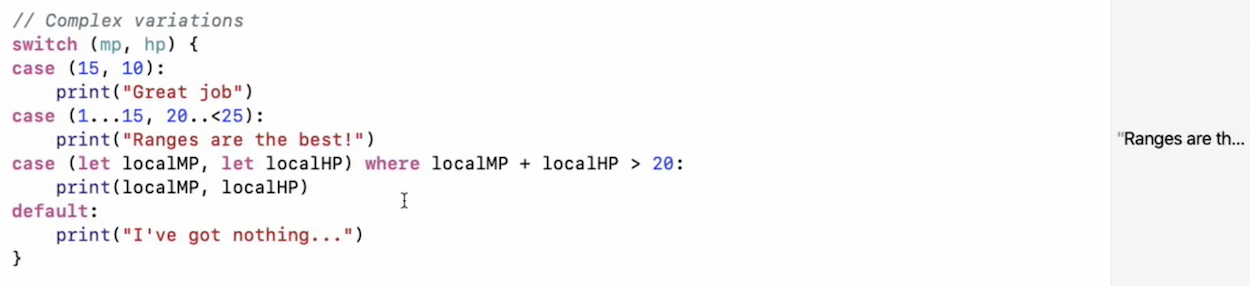 // Complex variations
switch (mp, hp) {
case (15, 10):
    print("Great job")
case (1...15, 20..<25):
    print("Ranges are the best!")
"Ranges are th...
case (let localMP, let localHP) where localMP + localHP > 20:
    print(localMP, localHP)
default:
    print("I've got nothing...")
}